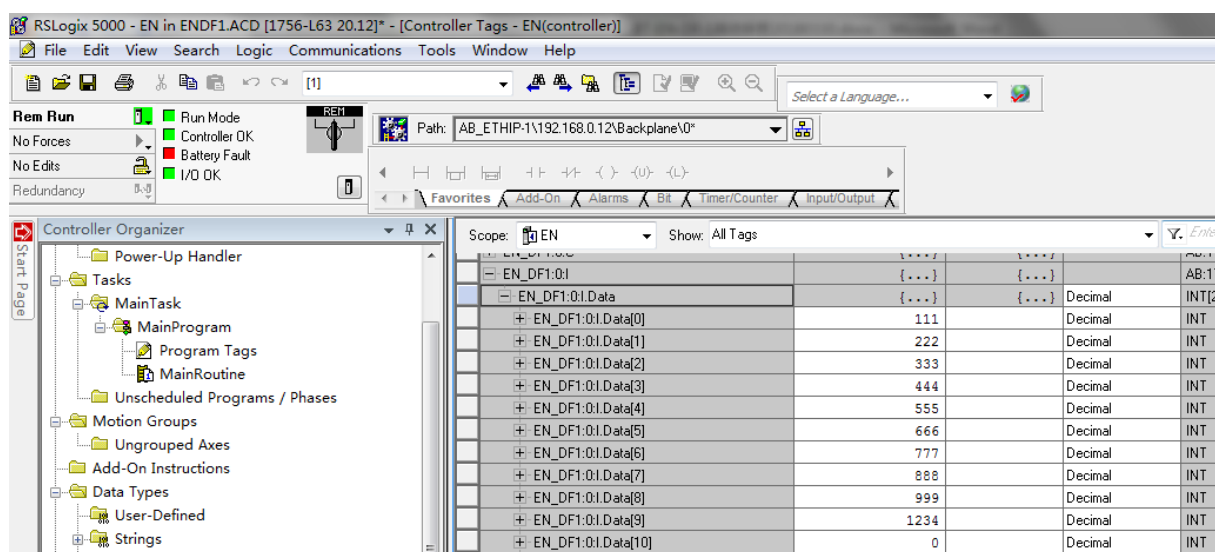 RSLogix 5000 - EN in ENDF1.ACD [1756-L63 20.12]* - [Controller Tags - EN(controller)]
File Edit View Search Logic Communications Tools Window Help
[1]
Select a Language...
Rem Run
Run Mode
REM
Path: AB_ETHIP-1\192.168.0.12\Backplane\0*
No Forces
Controller OK
Battery Fault
No Edits
I/O OK
Redundancy
Favorites Add-On Alarms Bit Timer/Counter Input/Output
Start Page
Controller Organizer
Power-Up Handler
Tasks
MainTask
MainProgram
Program Tags
MainRoutine
Unscheduled Programs / Phases
Motion Groups
Ungrouped Axes
Add-On Instructions
Data Types
User-Defined
Strings
Scope: EN Show: All Tags
EN_DF1:0:I {...} {...} AB:1
EN_DF1:0:I.Data {...} {...} Decimal INT[2
EN_DF1:0:I.Data[0] 111 Decimal INT
EN_DF1:0:I.Data[1] 222 Decimal INT
EN_DF1:0:I.Data[2] 333 Decimal INT
EN_DF1:0:I.Data[3] 444 Decimal INT
EN_DF1:0:I.Data[4] 555 Decimal INT
EN_DF1:0:I.Data[5] 666 Decimal INT
EN_DF1:0:I.Data[6] 777 Decimal INT
EN_DF1:0:I.Data[7] 888 Decimal INT
EN_DF1:0:I.Data[8] 999 Decimal INT
EN_DF1:0:I.Data[9] 1234 Decimal INT
EN_DF1:0:I.Data[10] 0 Decimal INT